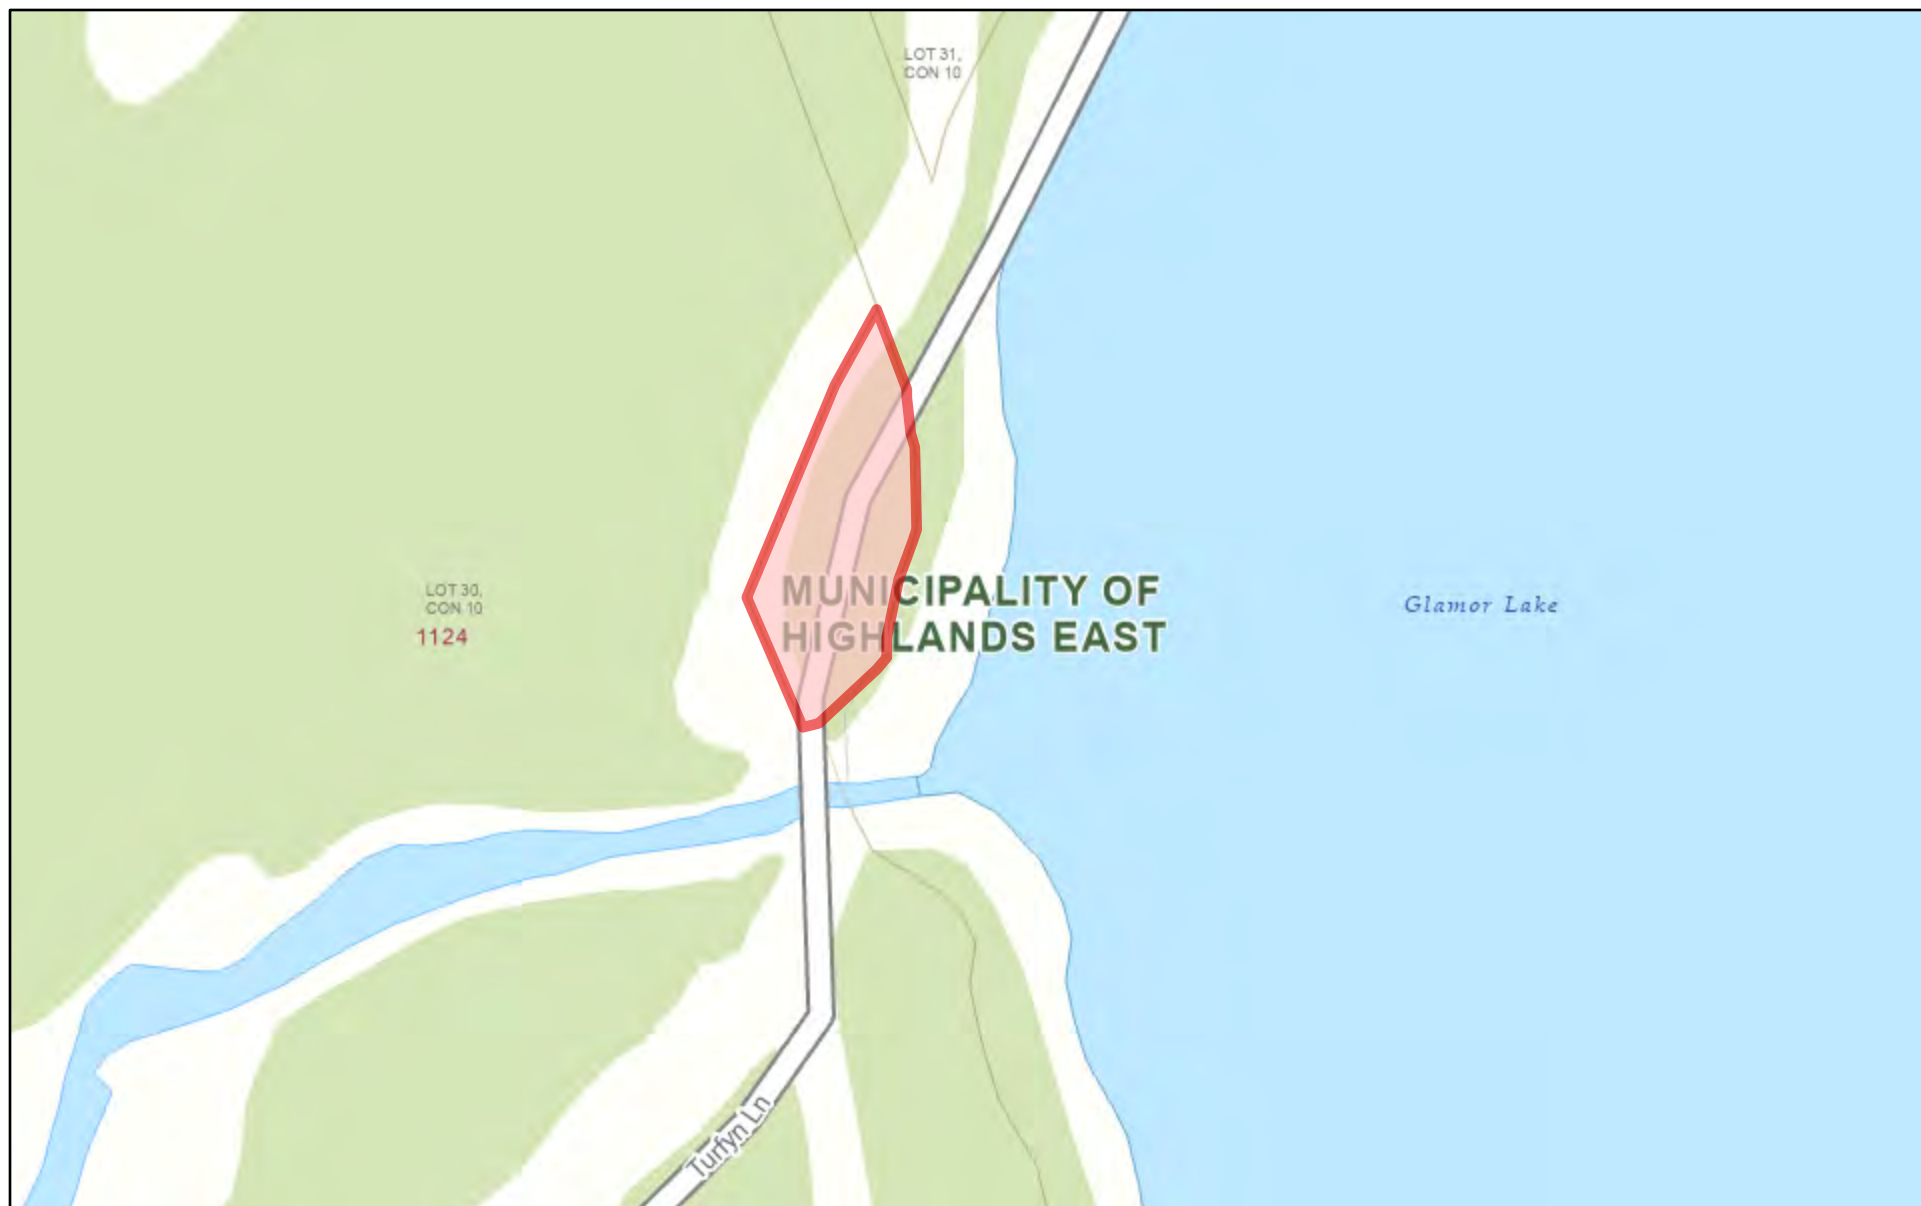 LOT 31,
CON 10
LOT 30,
CON 10
1124
MUNICIPALITY OF
HIGHLANDS EAST
Glamor Lake
Turfyn Ln